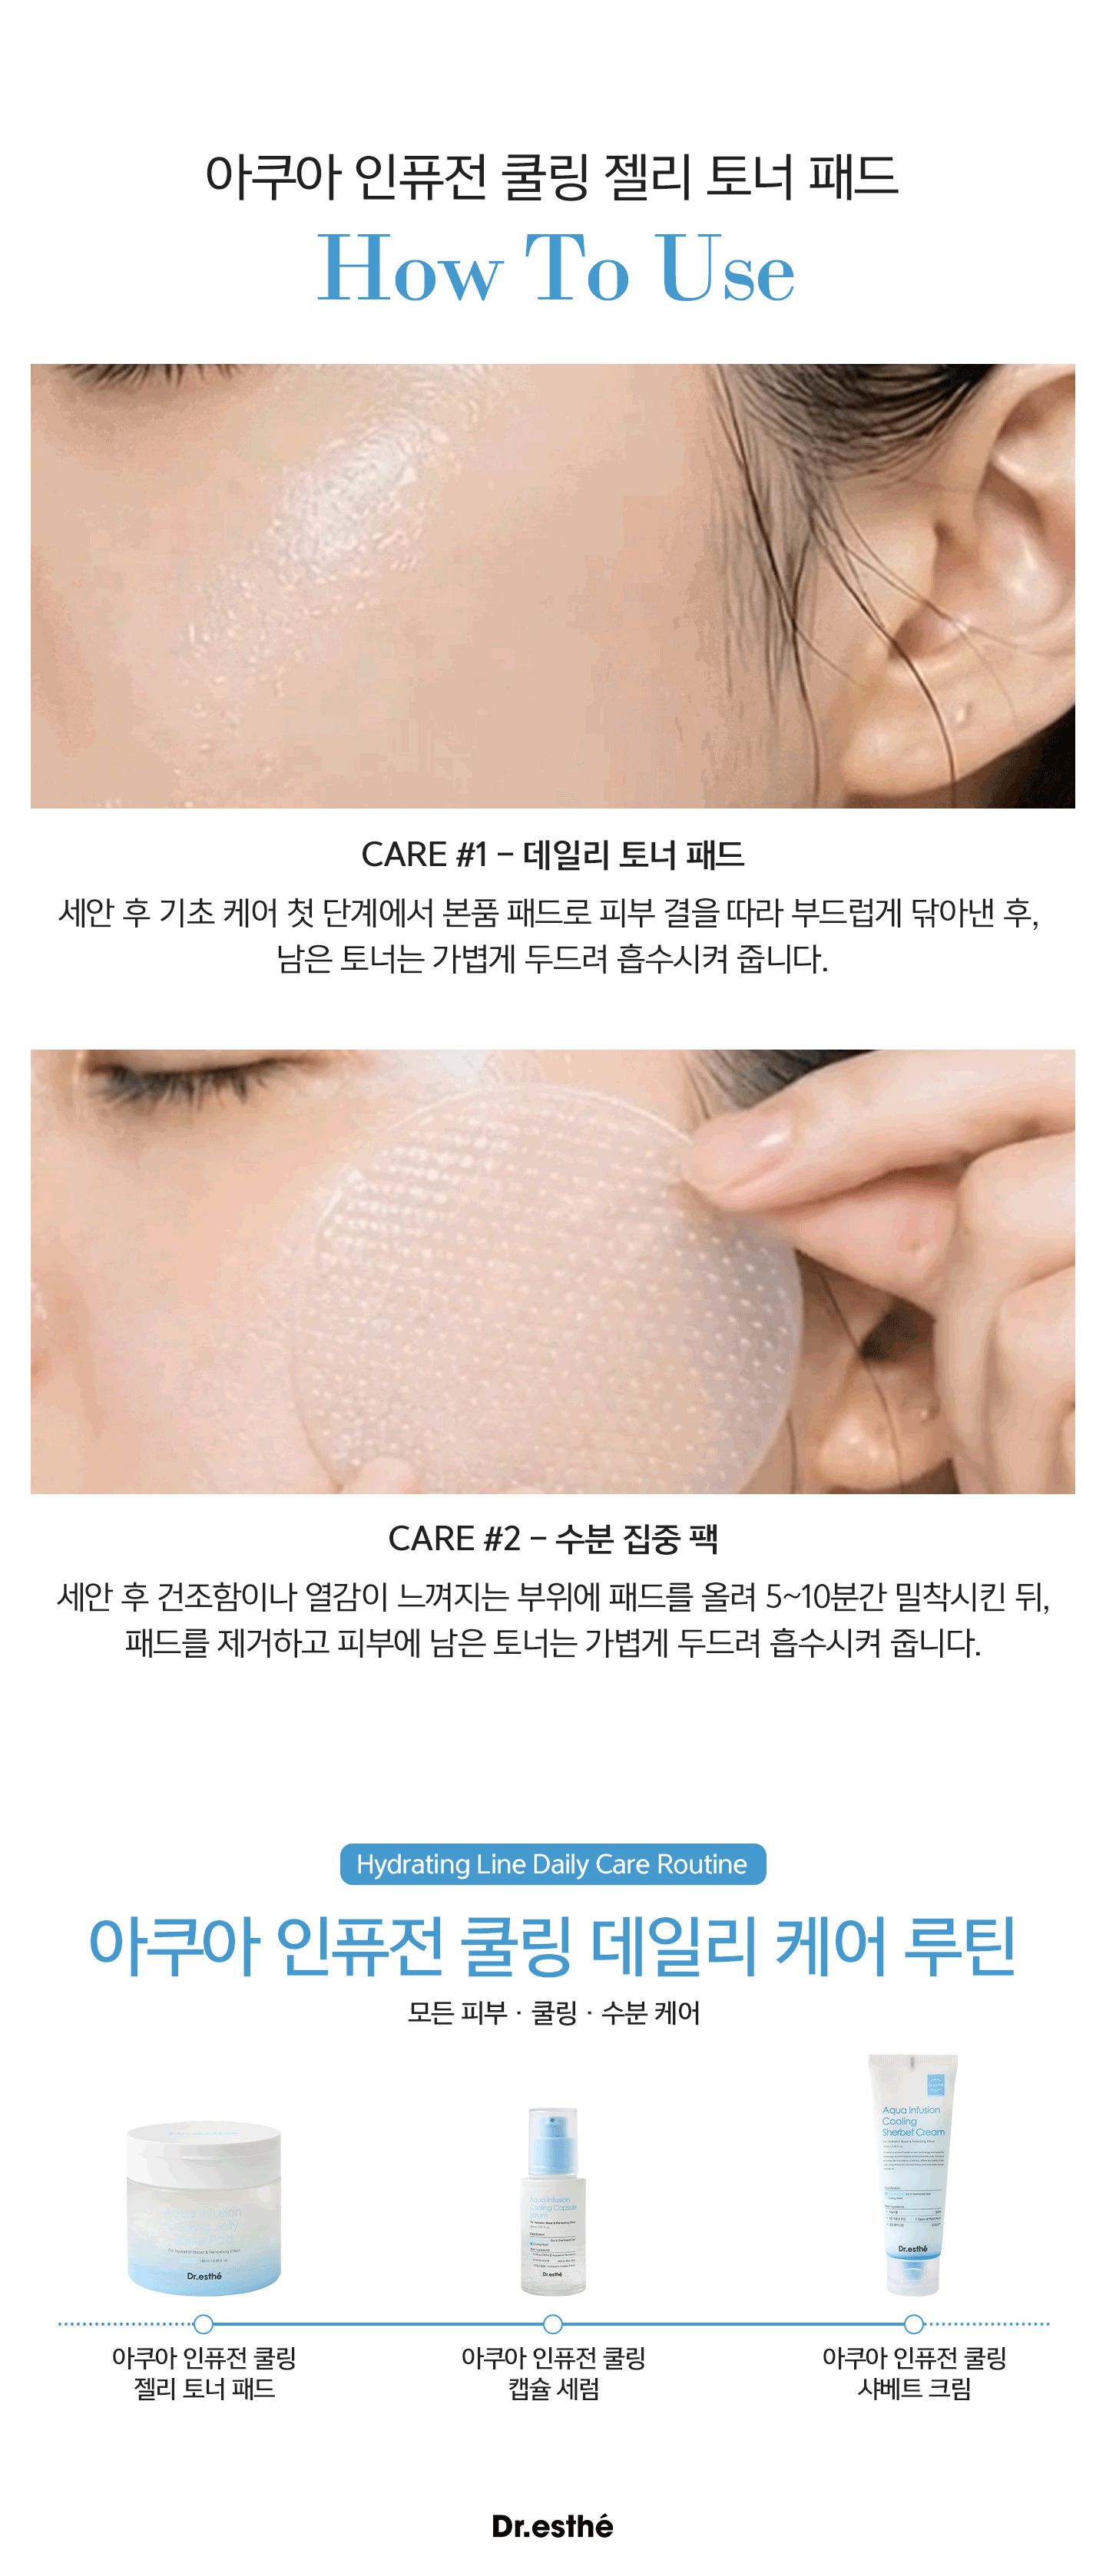 아쿠아 인퓨전 쿨링 젤리 토너 패드
How To Use
CARE #1 – 데일리 토너 패드
세안 후 기초 케어 첫 단계에서 본품 패드로 피부 결을 따라 부드럽게 닦아낸 후,
남은 토너는 가볍게 두드려 흡수시켜 줍니다.
CARE #2 – 수분 집중 팩
세안 후 건조함이나 열감이 느껴지는 부위에 패드를 올려 5~10분간 밀착시킨 뒤,
패드를 제거하고 피부에 남은 토너는 가볍게 두드려 흡수시켜 줍니다.
Hydrating Line Daily Care Routine
아쿠아 인퓨전 쿨링 데일리 케어 루틴
모든 피부 · 쿨링 · 수분 케어
Dr.esthé
Aqua Infusion
Cooling Capsule
Serum
Dr.esthé
Aqua Infusion
Cooling
Sherbet Cream
Dr.esthé
아쿠아 인퓨전 쿨링
젤리 토너 패드
아쿠아 인퓨전 쿨링
캡슐 세럼
아쿠아 인퓨전 쿨링
샤베트 크림
Dr.esthé